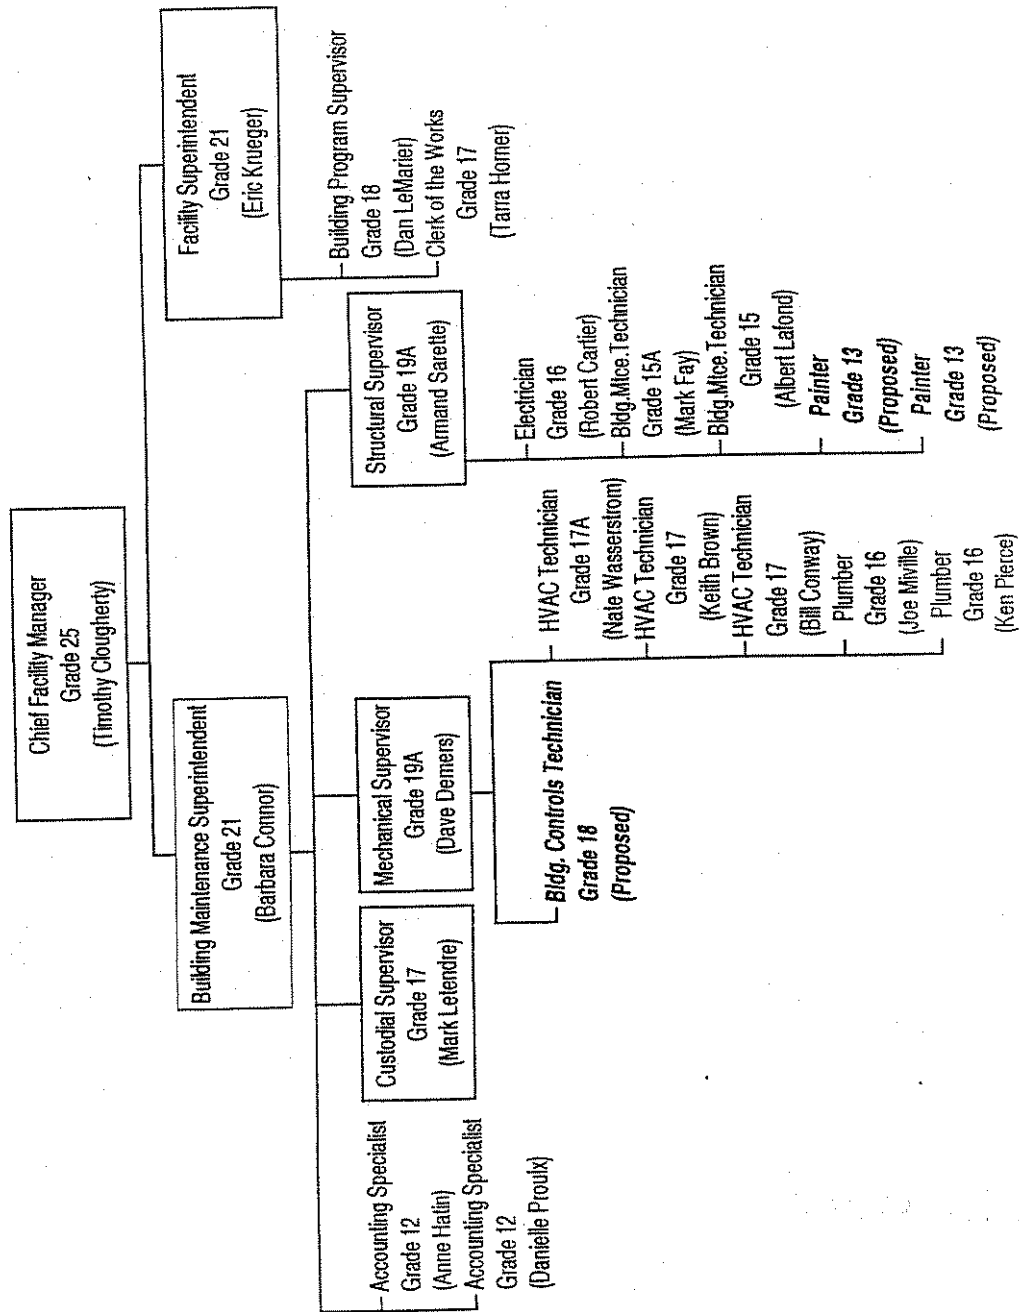 Chief Facility Manager
Grade 25
(Timothy Clougherty)
Building Maintenance Superintendent
Grade 21
(Barbara Connor)
Facility Superintendent
Grade 21
(Eric Krueger)
Accounting Specialist
Grade 12
(Anne Hatin)
Accounting Specialist
Grade 12
(Danielle Proulx)
Custodial Supervisor
Grade 17
(Mark Letendre)
Mechanical Supervisor
Grade 19A
(Dave Demers)
Bldg. Controls Technician
Grade 18
(Proposed)
HVAC Technician
Grade 17A
(Nate Wasserstrom)
HVAC Technician
Grade 17
(Keith Brown)
HVAC Technician
Grade 17
(Bill Conway)
Plumber
Grade 16
(Joe Miville)
Plumber
Grade 16
(Ken Pierce)
Structural Supervisor
Grade 19A
(Armand Sarette)
Electrician
Grade 16
(Robert Cartier)
Bldg.Mtce.Technician
Grade 15A
(Mark Fay)
Bldg.Mtce.Technician
Grade 15
(Albert Lafond)
Painter
Grade 13
(Proposed)
Painter
Grade 13
(Proposed)
Building Program Supervisor
Grade 18
(Dan LeMarier)
Clerk of the Works
Grade 17
(Tarra Horner)